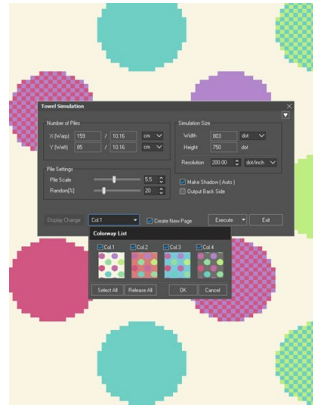 Towel Simulation
Number of Piles
X (Warp) 159 / 10.16 cm
Y (Weft) 85 / 10.16 cm
Simulation Size
Width 803 dot
Height 750 dot
Resolution 200.00 dot/inch
Pile Settings
Pile Scale 5.5
Random[%] 20
Make Shadow ( Auto )
Output Back Side
Display Change Col.1 Create New Page Execute Exit
Colorway List
Col.1 Col.2 Col.3 Col.4
Select All Release All OK Cancel